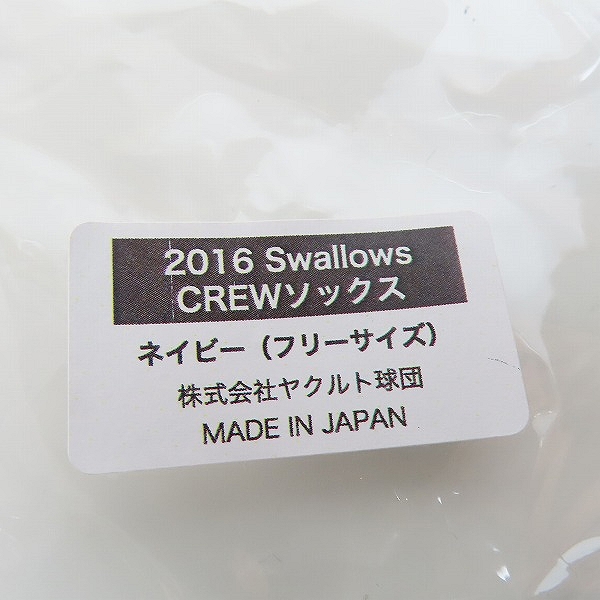 2016 Swallows
CREWソックス
ネイビー（フリーサイズ）
株式会社ヤクルト球団
MADE IN JAPAN